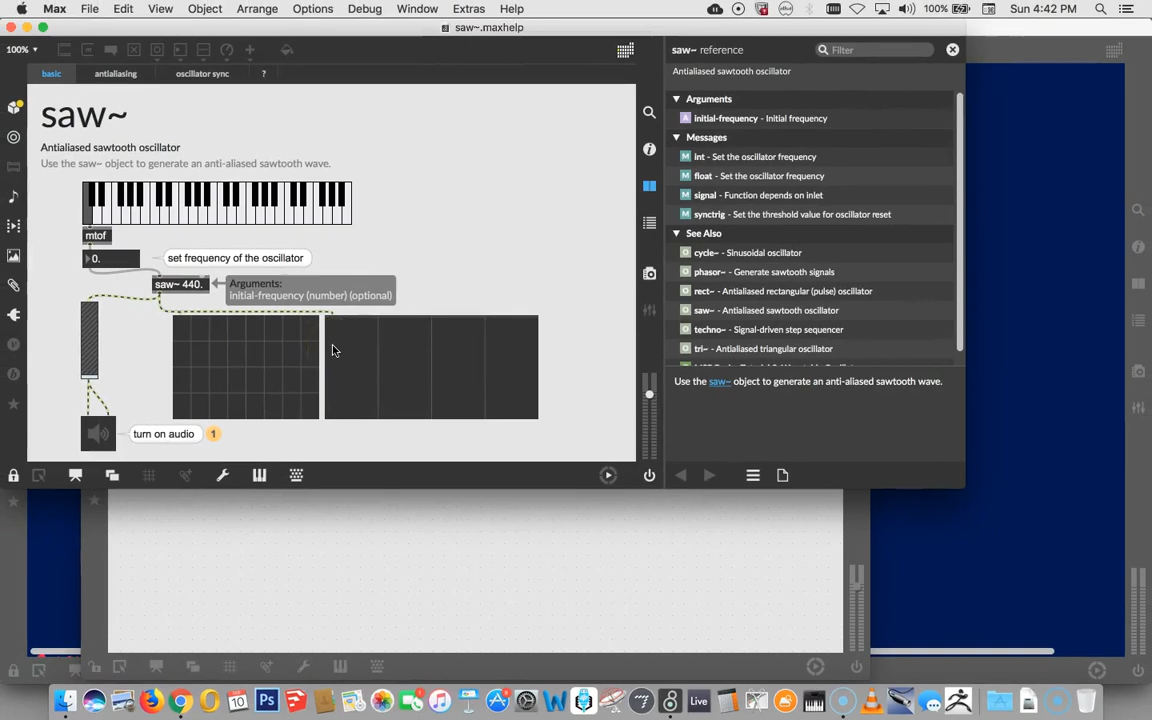 Max File Edit View Object Arrange Options Debug Window Extras Help
100% Sun 4:42 PM
saw~.maxhelp
100%
basic antialiasing oscillator sync ?
saw~
Antialiased sawtooth oscillator
Use the saw~ object to generate an anti-aliased sawtooth wave.
mtof
0.
set frequency of the oscillator
saw~ 440.
Arguments:
initial-frequency (number) (optional)
turn on audio 1
saw~ reference
Filter
Antialiased sawtooth oscillator
Arguments
A initial-frequency - Initial frequency
Messages
M int - Set the oscillator frequency
M float - Set the oscillator frequency
M signal - Function depends on inlet
M synctrig - Set the threshold value for oscillator reset
See Also
O cycle~ - Sinusoidal oscillator
O phasor~ - Generate sawtooth signals
O rect~ - Antialiased rectangular (pulse) oscillator
O saw~ - Antialiased sawtooth oscillator
O techno~ - Signal-driven step sequencer
O tri~ - Antialiased triangular oscillator
Use the saw~ object to generate an anti-aliased sawtooth wave.
10
Live